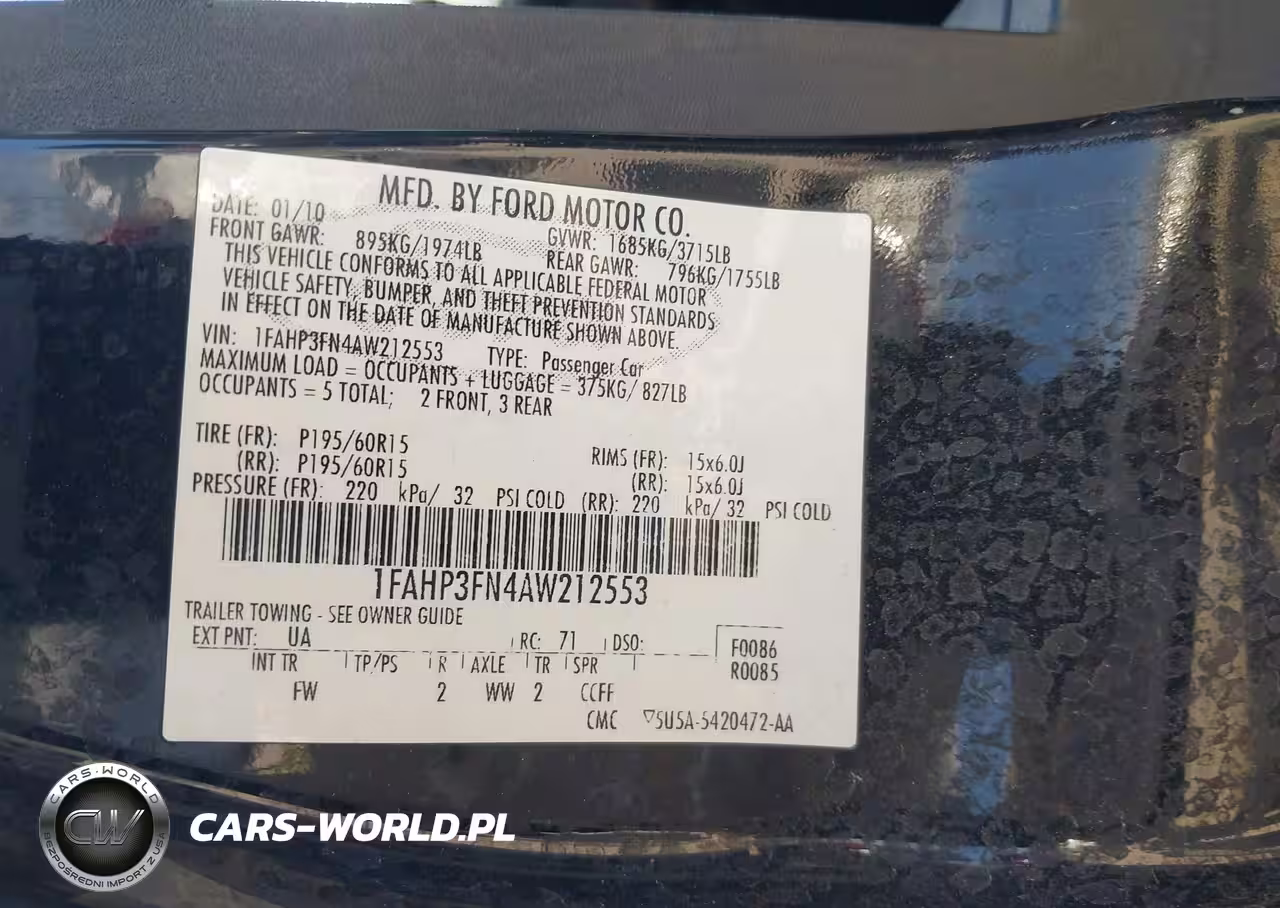 MFD. BY FORD MOTOR CO.
DATE: 01/10 GVWR: 1685KG/3715LB
FRONT GAWR: 895KG/1974LB REAR GAWR: 796KG/1755LB
THIS VEHICLE CONFORMS TO ALL APPLICABLE FEDERAL MOTOR
VEHICLE SAFETY, BUMPER, AND THEFT PREVENTION STANDARDS
IN EFFECT ON THE DATE OF MANUFACTURE SHOWN ABOVE.
VIN: 1FAHP3FN4AW212553 TYPE: Passenger Car
MAXIMUM LOAD = OCCUPANTS + LUGGAGE = 375KG/ 827LB
OCCUPANTS = 5 TOTAL; 2 FRONT, 3 REAR
TIRE (FR): P195/60R15 RIMS (FR): 15x6.0J
(RR): P195/60R15 (RR): 15x6.0J
PRESSURE (FR): 220 kPa/ 32 PSI COLD (RR): 220 kPa/ 32 PSI COLD
1FAHP3FN4AW212553
TRAILER TOWING - SEE OWNER GUIDE
EXT PNT: UA RC: 71 DSO: F0086
R0085
INT TR TP/PS R AXLE TR SPR
FW 2 WW 2 CCFF
CMC ▽5U5A-5420472-AA
CARS-WORLD
CW
BEZPOŚREDNI IMPORT Z USA
CARS-WORLD.PL